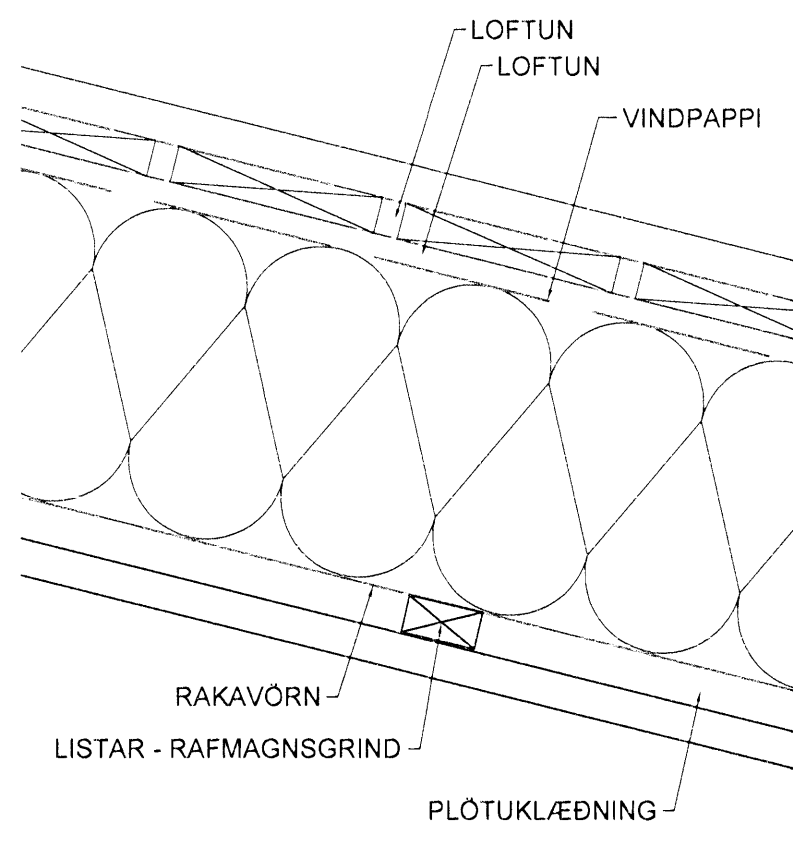 LOFTUN
LOFTUN
VINDPAPPI
RAKAVÖRN
LISTAR - RAFMAGNSGRIND
PLÖTUKLÆÐNING